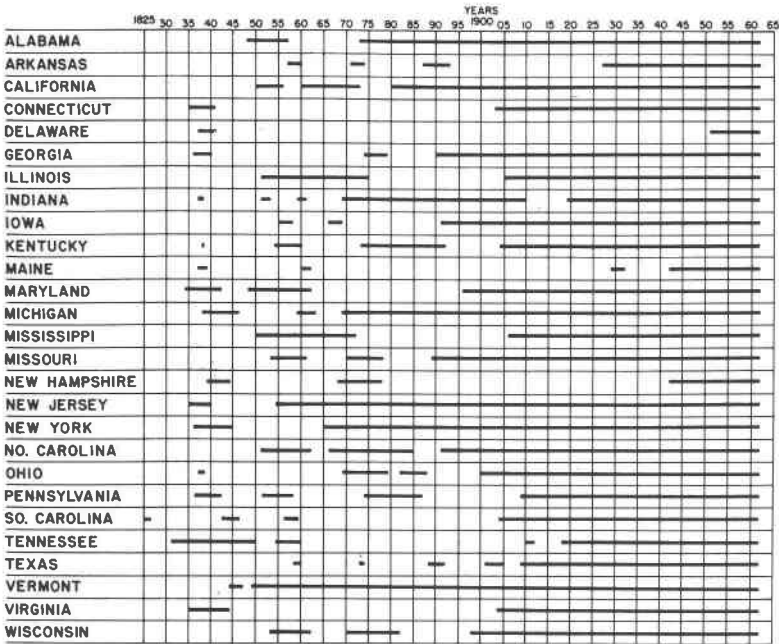 YEARS
1825 30 35 40 45 50 55 60 65 70 75 80 85 90 95 1900 05 10 15 20 25 30 35 40 45 50 55 60 65
ALABAMA
ARKANSAS
CALIFORNIA
CONNECTICUT
DELAWARE
GEORGIA
ILLINOIS
INDIANA
IOWA
KENTUCKY
MAINE
MARYLAND
MICHIGAN
MISSISSIPPI
MISSOURI
NEW HAMPSHIRE
NEW JERSEY
NEW YORK
NO. CAROLINA
OHIO
PENNSYLVANIA
SO. CAROLINA
TENNESSEE
TEXAS
VERMONT
VIRGINIA
WISCONSIN